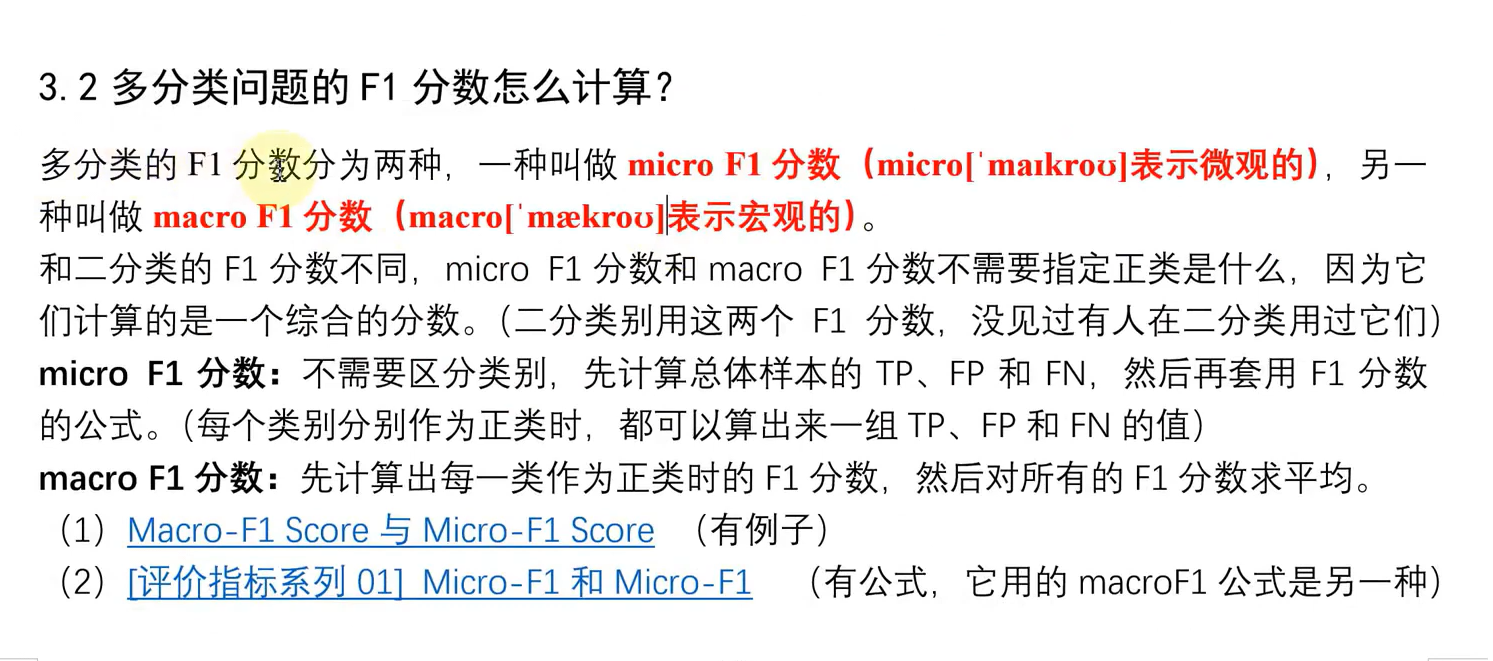 3.2 多分类问题的 F1 分数怎么计算？
多分类的 F1 分数分为两种，一种叫做 micro F1 分数（micro[ˈmaɪkroʊ]表示微观的），另一
种叫做 macro F1 分数（macro[ˈmækroʊ]表示宏观的）。
和二分类的 F1 分数不同，micro F1 分数和 macro F1 分数不需要指定正类是什么，因为它
们计算的是一个综合的分数。（二分类别用这两个 F1 分数，没见过有人在二分类用过它们）
micro F1 分数：不需要区分类别，先计算总体样本的 TP、FP 和 FN，然后再套用 F1 分数
的公式。（每个类别分别作为正类时，都可以算出来一组 TP、FP 和 FN 的值）
macro F1 分数：先计算出每一类作为正类时的 F1 分数，然后对所有的 F1 分数求平均。
（1）Macro-F1 Score 与 Micro-F1 Score （有例子）
（2）[评价指标系列 01] Micro-F1 和 Micro-F1 （有公式，它用的 macroF1 公式是另一种）